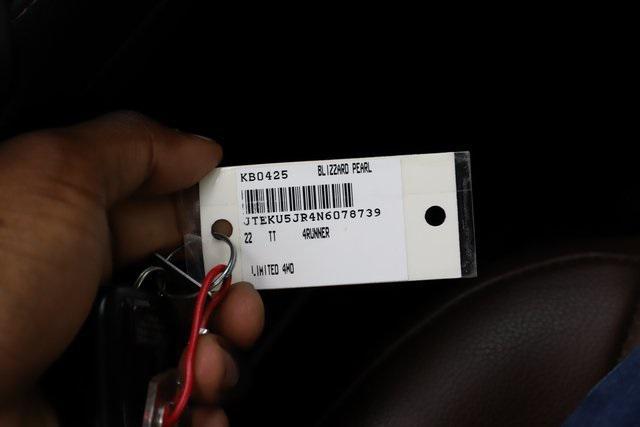 KB0425 BLIZZARD PEARL
JTEKU5JR4N6078739
22 TT 4RUNNER
LIMITED 4WD